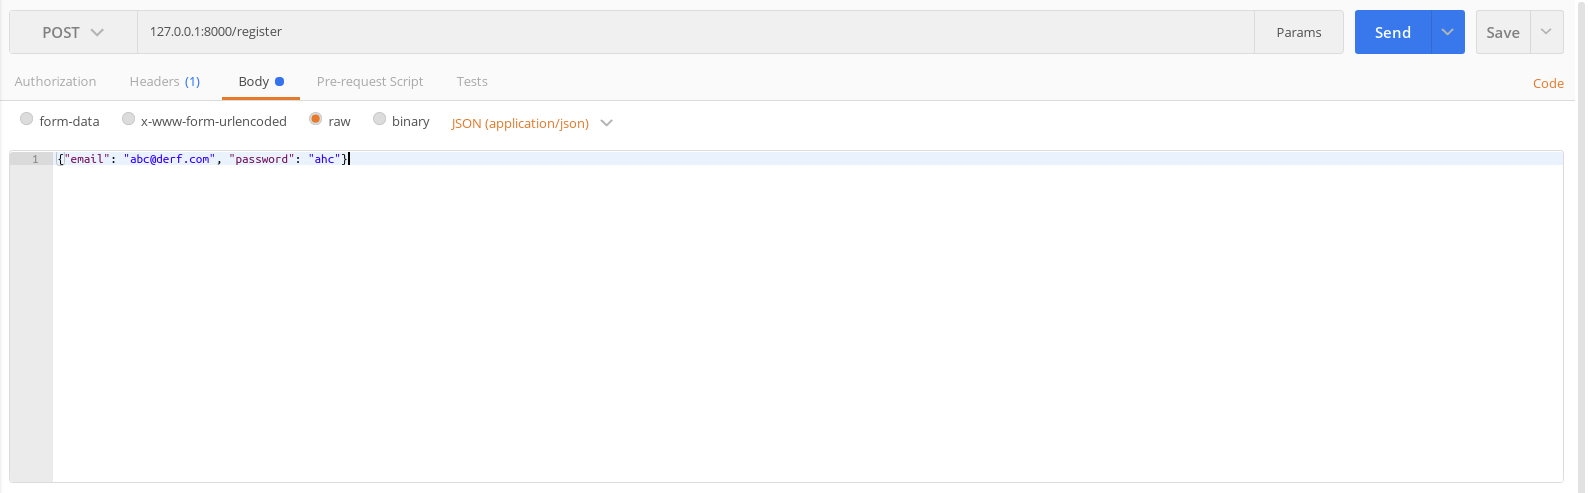 POST 127.0.0.1:8000/register Params Send Save
Authorization Headers (1) Body Pre-request Script Tests Code
form-data x-www-form-urlencoded raw binary JSON (application/json)
1 {"email": "abc@derf.com", "password": "ahc"}